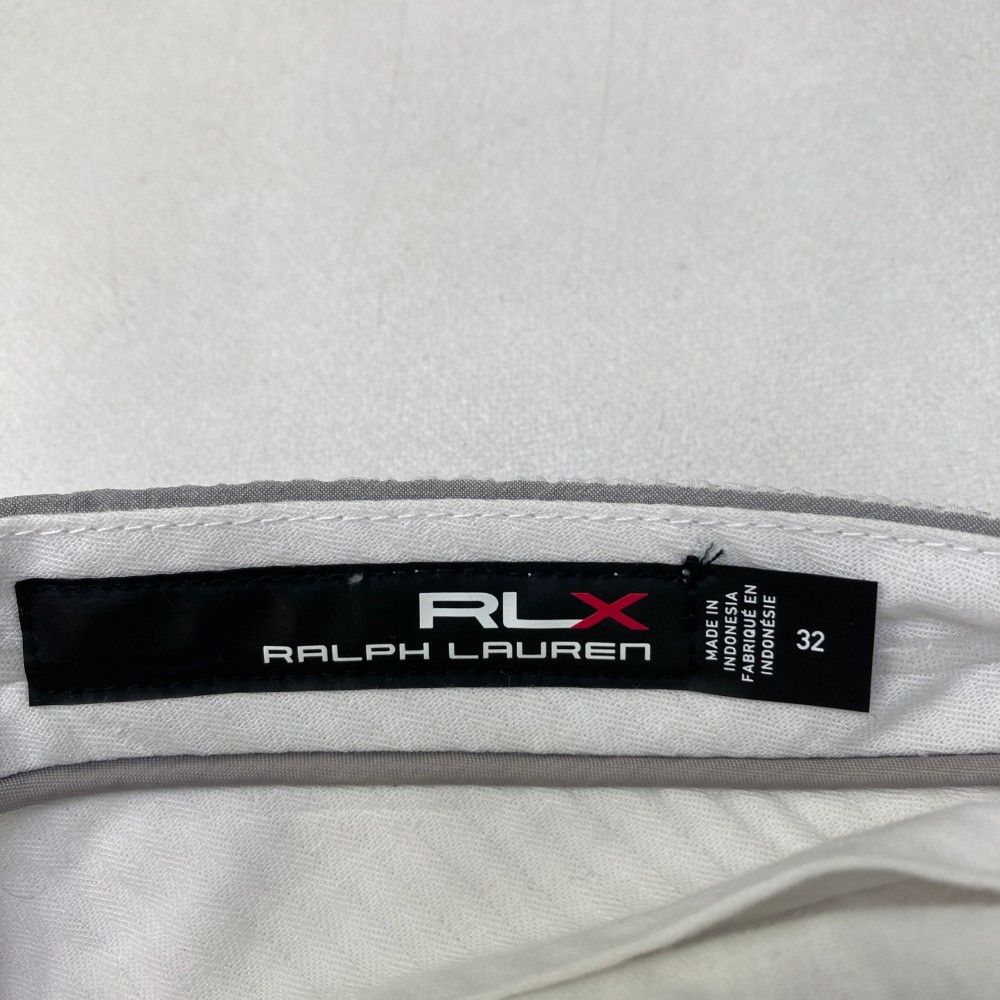 RLX
RALPH LAUREN
MADE IN
INDONESIA
FABRIQUÉ EN
INDONÉSIE
32